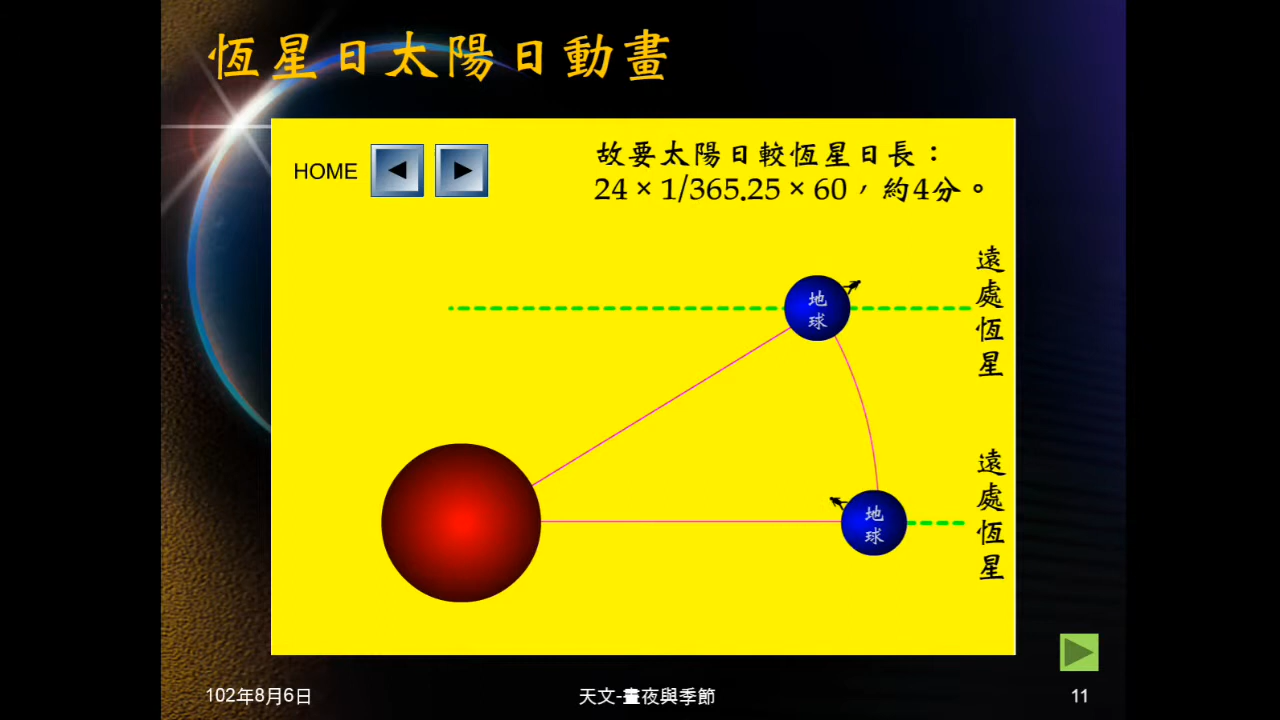 恆星日太陽日動畫
HOME
故要太陽日較恆星日長：
24 × 1/365.25 × 60，約4分。
遠處恆星
地球
遠處恆星
地球
102年8月6日
天文-晝夜與季節
11